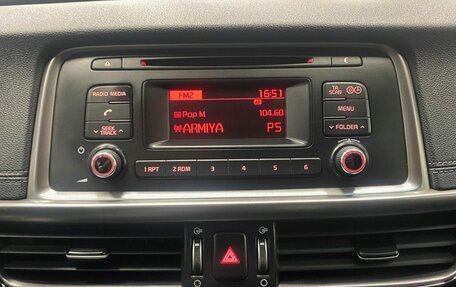 FM2 16:51
AF
Pop M 104.60
ARMIYA P5
RADIO MEDIA
SEEK
TRACK
TA
SCAN
MENU
FOLDER
1 RPT 2 RDM 3 4 5 6